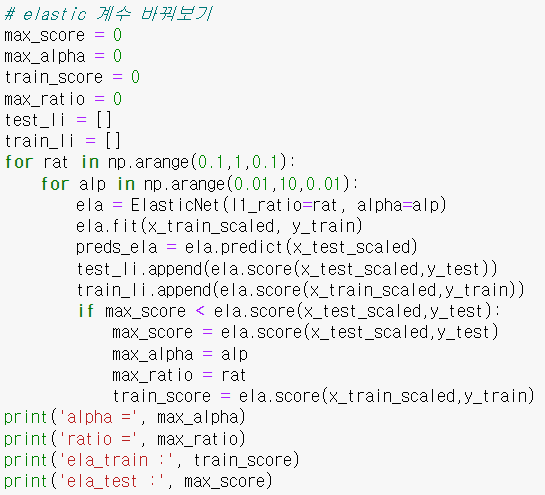 # elastic 계수 바꿔보기
max_score = 0
max_alpha = 0
train_score = 0
max_ratio = 0
test_li = []
train_li = []
for rat in np.arange(0.1,1,0.1):
    for alp in np.arange(0.01,10,0.01):
        ela = ElasticNet(l1_ratio=rat, alpha=alp)
        ela.fit(x_train_scaled, y_train)
        preds_ela = ela.predict(x_test_scaled)
        test_li.append(ela.score(x_test_scaled,y_test))
        train_li.append(ela.score(x_train_scaled,y_train))
        if max_score < ela.score(x_test_scaled,y_test):
            max_score = ela.score(x_test_scaled,y_test)
            max_alpha = alp
            max_ratio = rat
            train_score = ela.score(x_train_scaled,y_train)
print('alpha =', max_alpha)
print('ratio =', max_ratio)
print('ela_train :', train_score)
print('ela_test :', max_score)